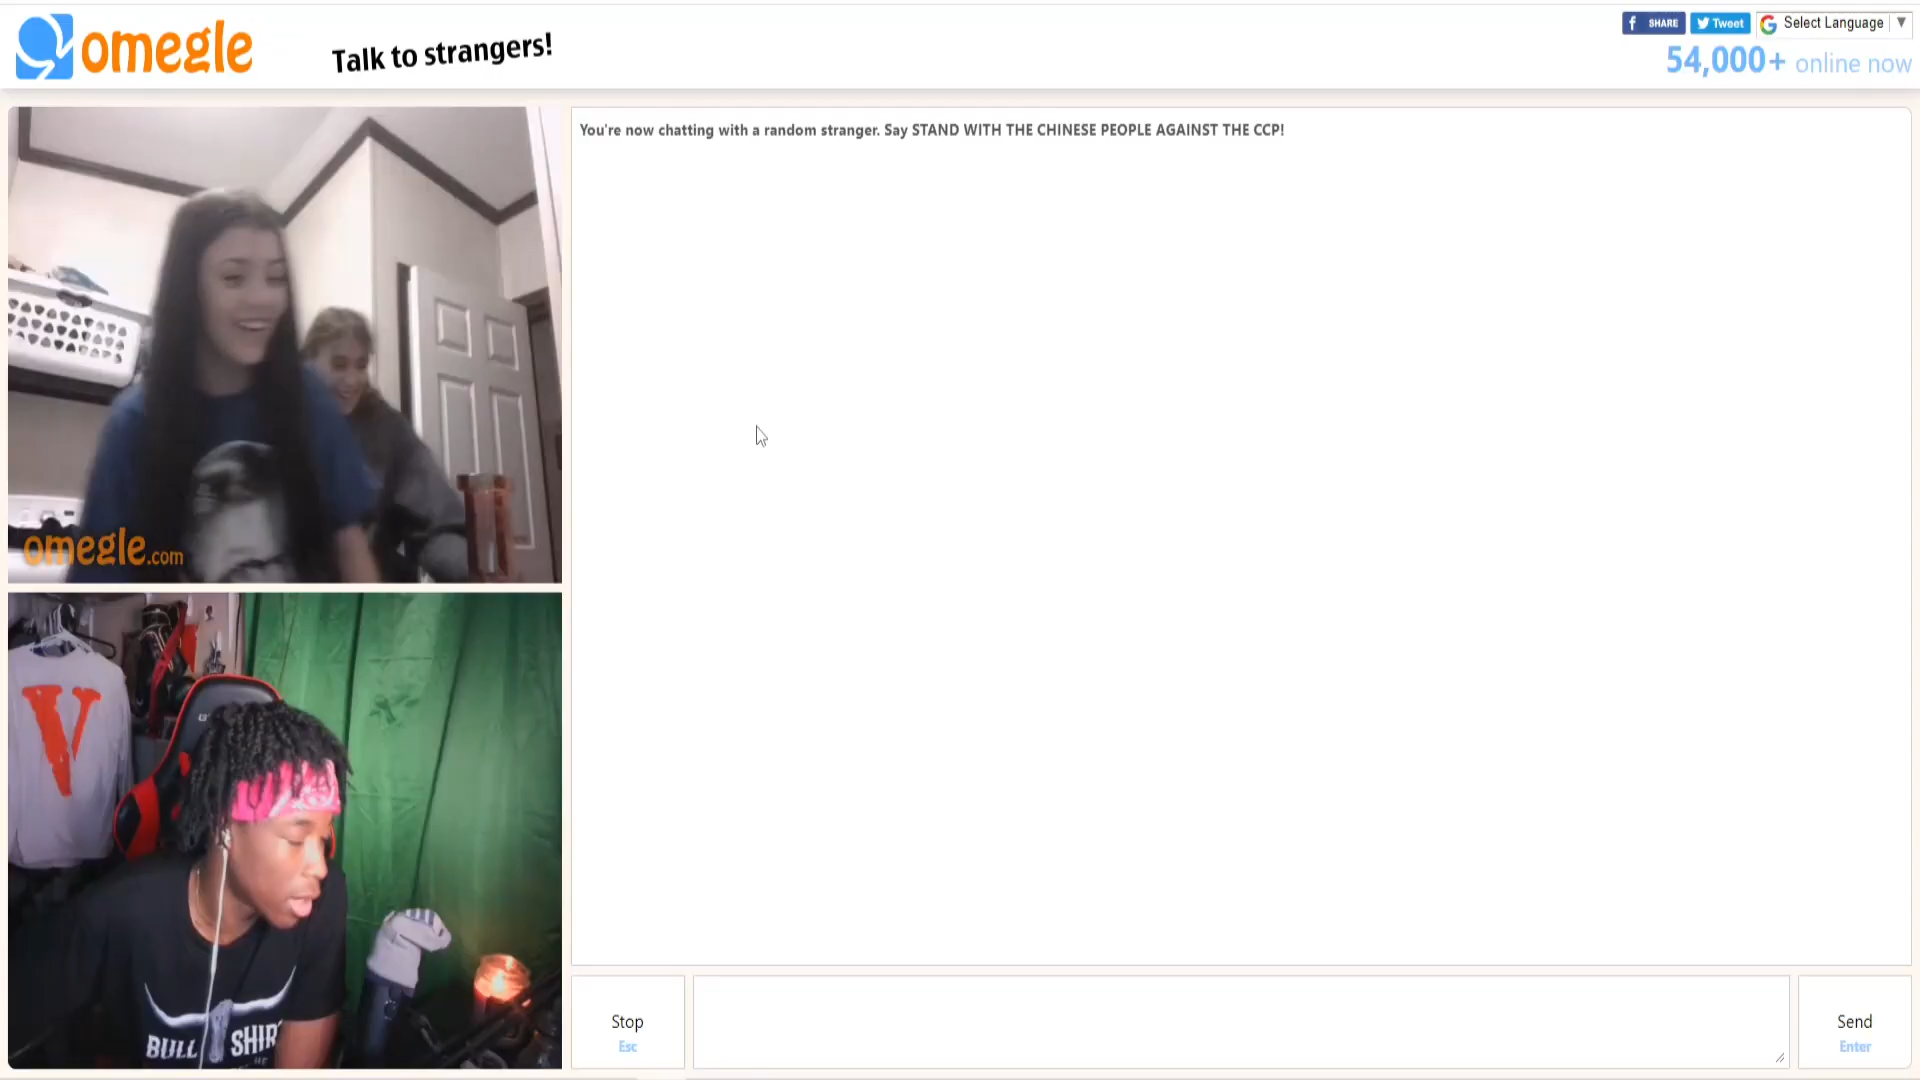 omegle
Talk to strangers!
SHARE
Tweet
Select Language
54,000+ online now
You're now chatting with a random stranger. Say STAND WITH THE CHINESE PEOPLE AGAINST THE CCP!
omegle.com
V
BULL SHIRT
Stop
Esc
Send
Enter